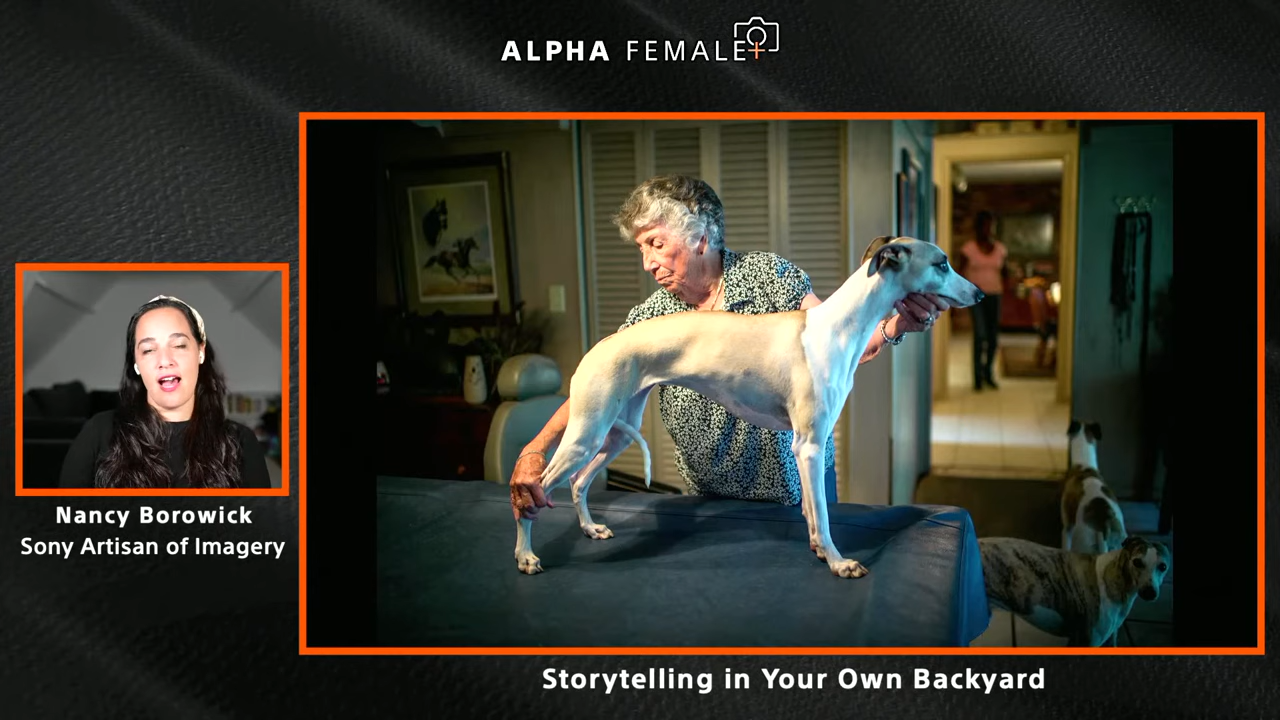 ALPHA FEMALE
Nancy Borowick
Sony Artisan of Imagery
Storytelling in Your Own Backyard